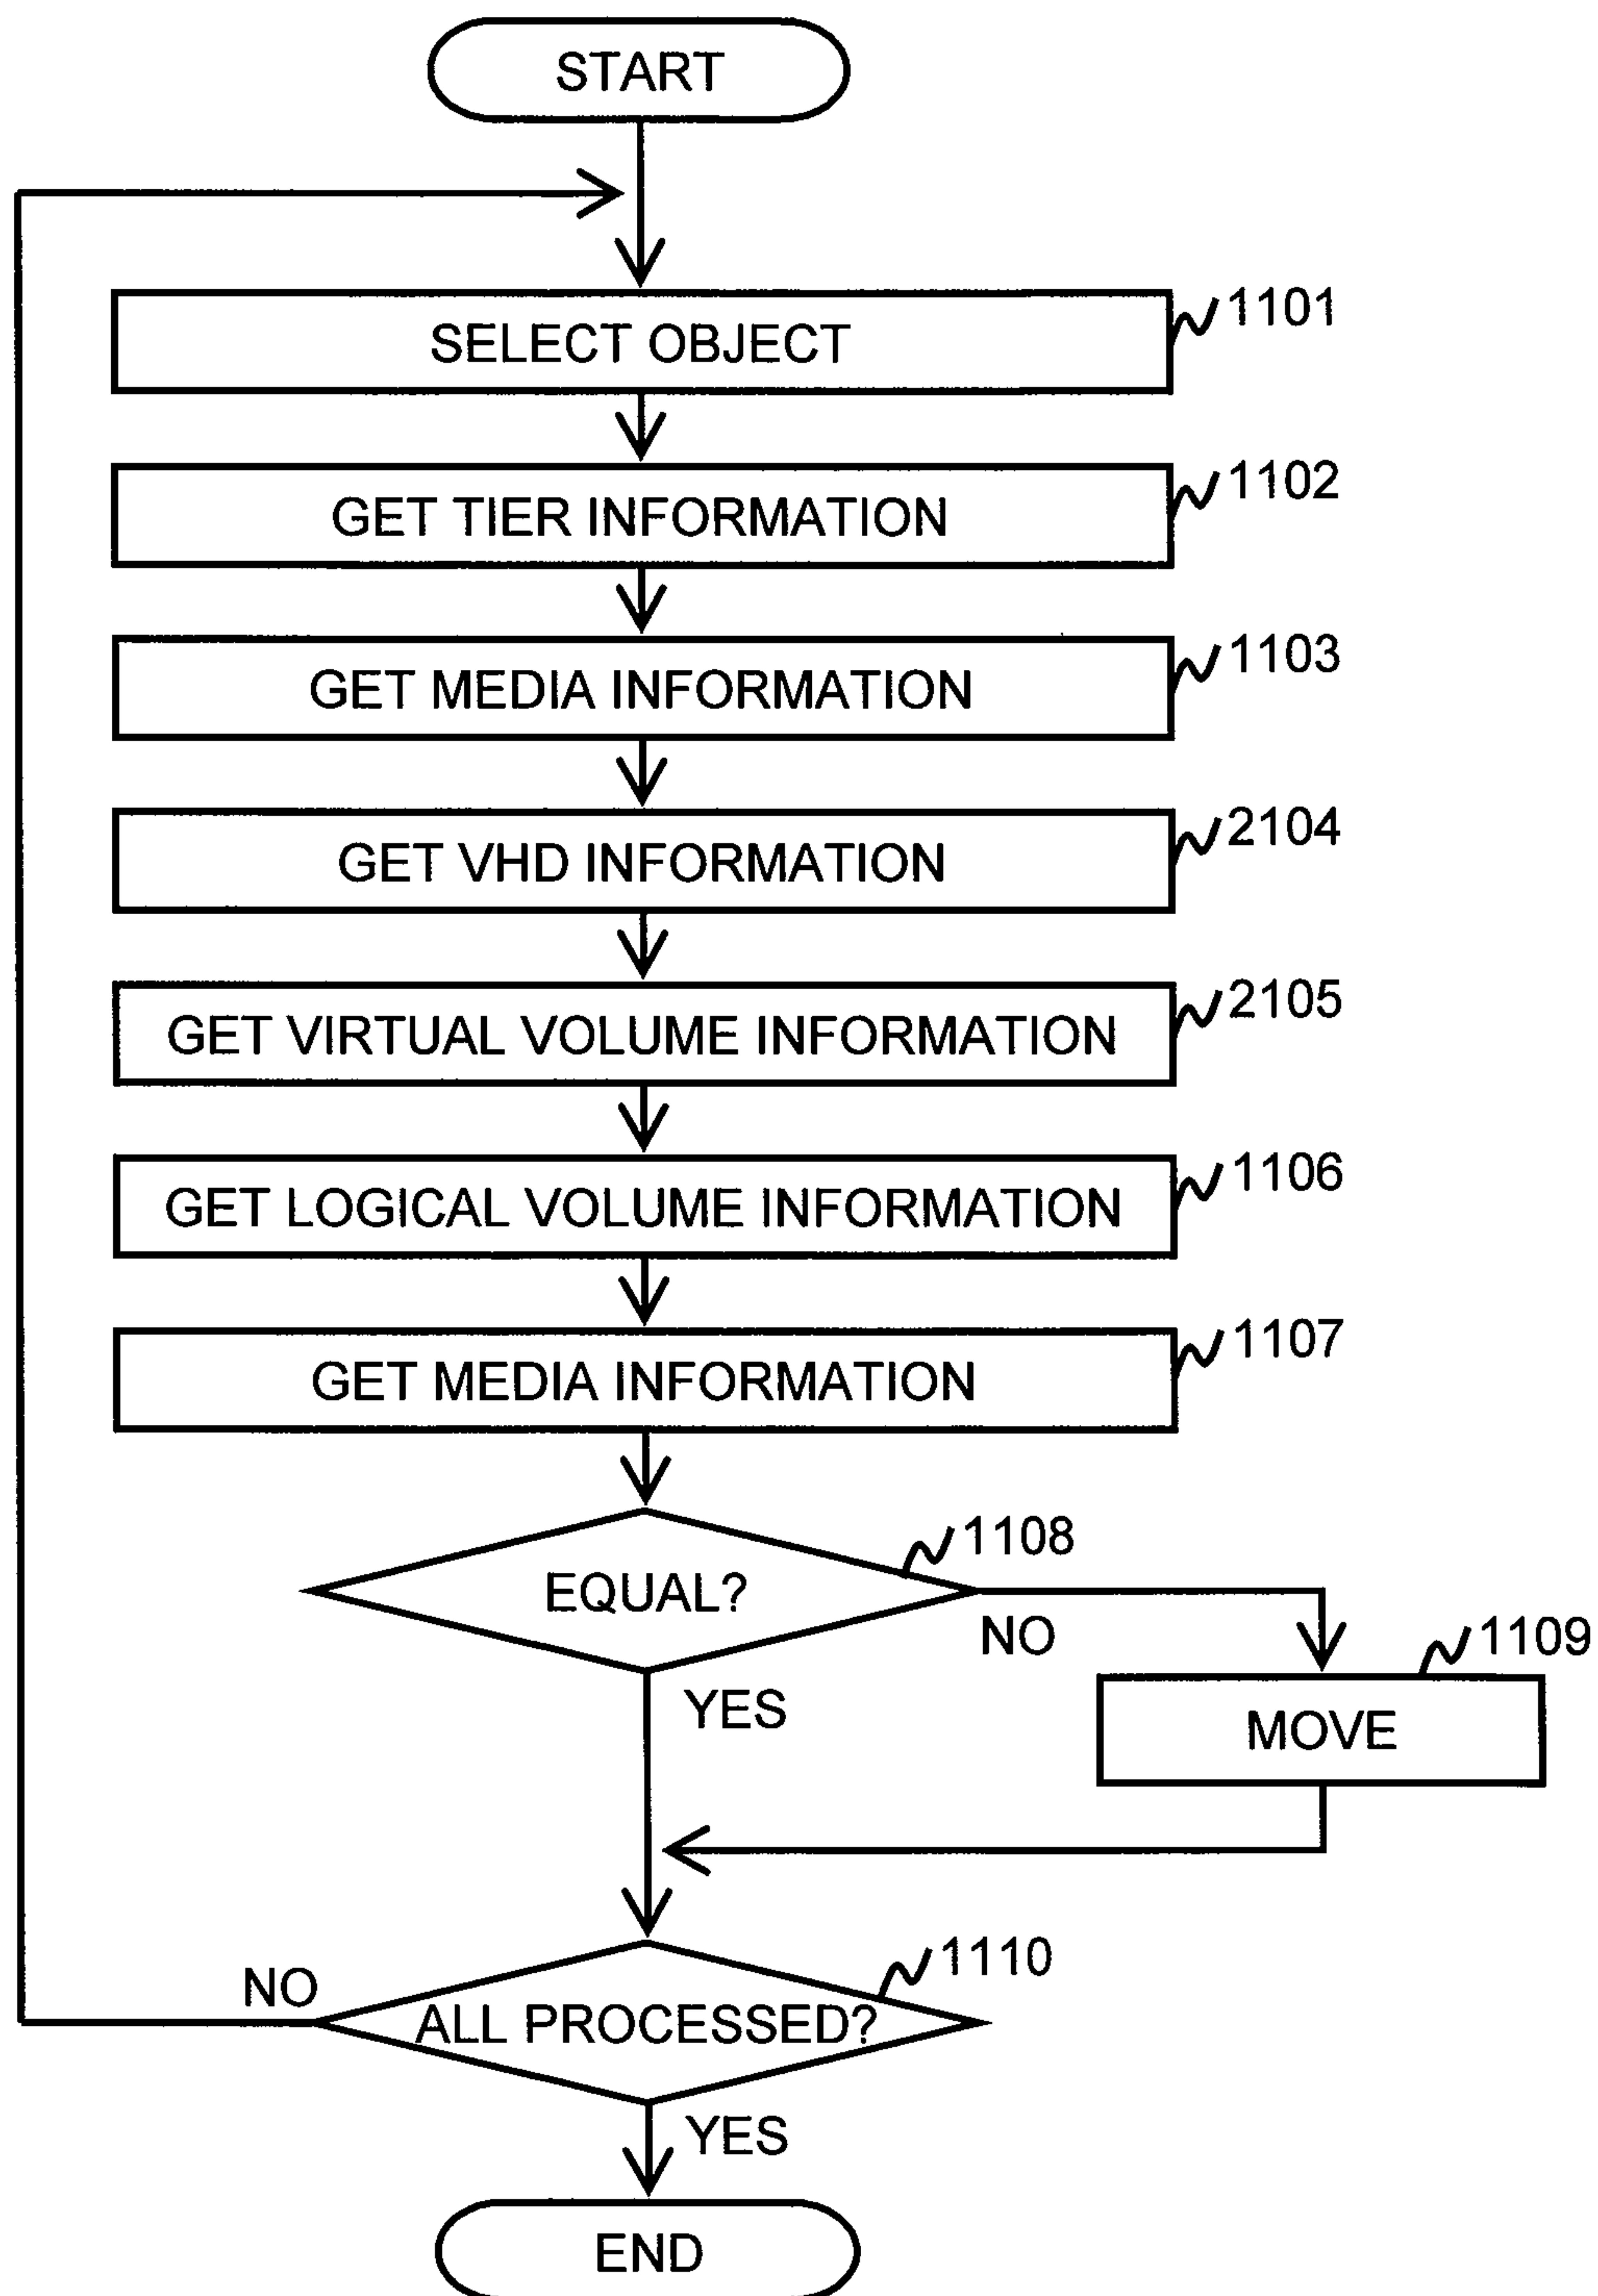 START
1101
SELECT OBJECT
1102
GET TIER INFORMATION
1103
GET MEDIA INFORMATION
2104
GET VHD INFORMATION
2105
GET VIRTUAL VOLUME INFORMATION
1106
GET LOGICAL VOLUME INFORMATION
1107
GET MEDIA INFORMATION
1108
EQUAL?
NO
1109
YES
MOVE
1110
NO
ALL PROCESSED?
YES
END